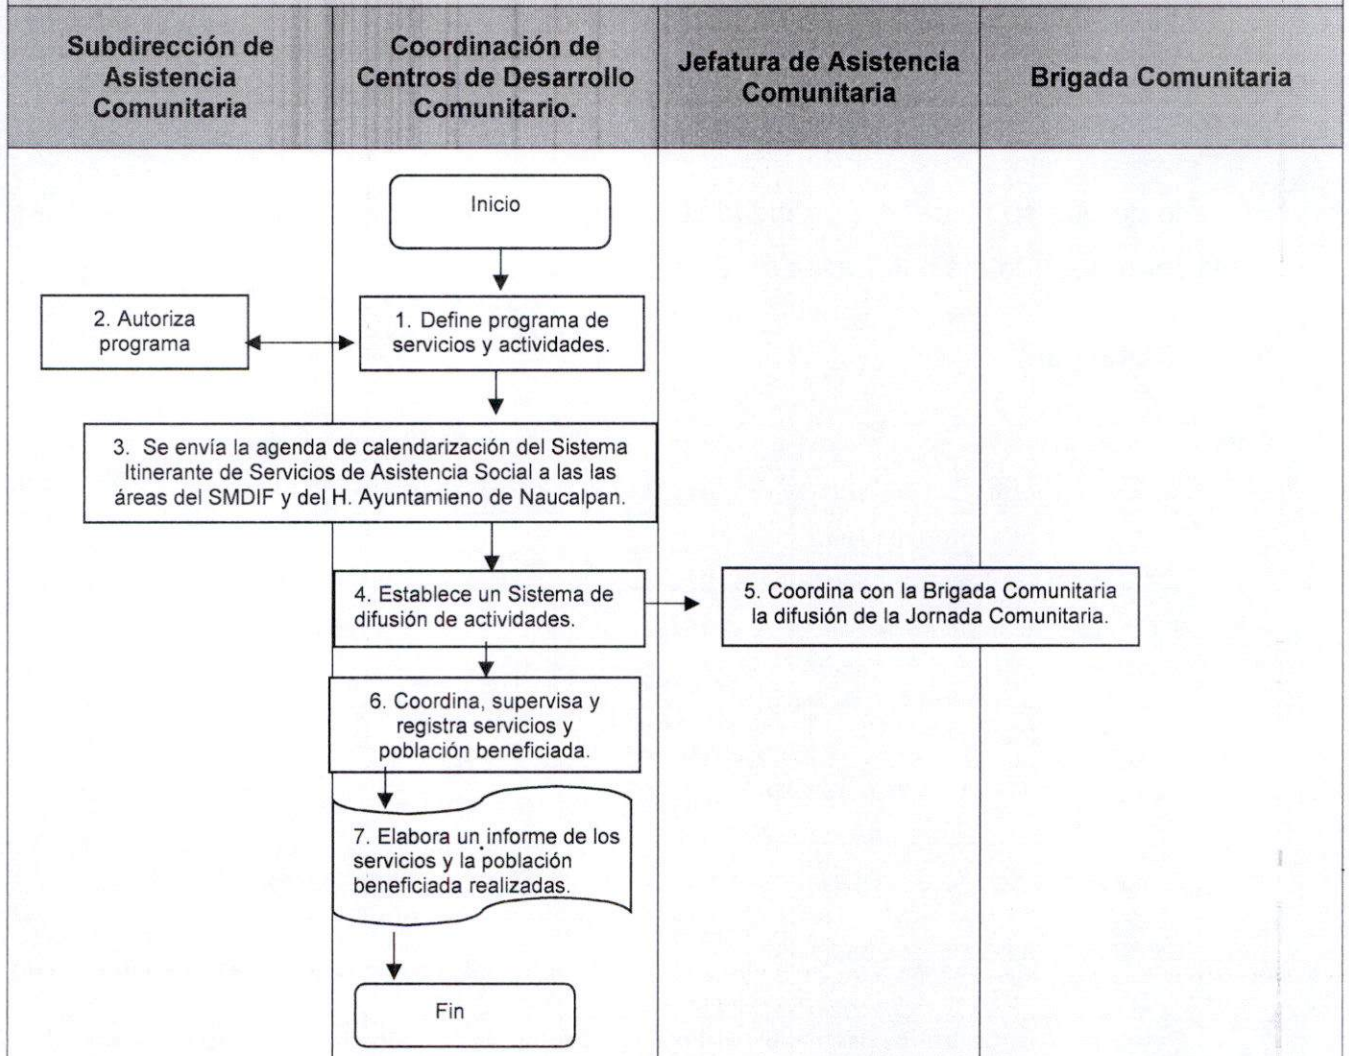 Subdirección de
Asistencia
Comunitaria
Coordinación de
Centros de Desarrollo
Comunitario.
Jefatura de Asistencia
Comunitaria
Brigada Comunitaria
Inicio
2. Autoriza
programa
1. Define programa de
servicios y actividades.
3. Se envía la agenda de calendarización del Sistema
Itinerante de Servicios de Asistencia Social a las las
áreas del SMDIF y del H. Ayuntamieno de Naucalpan.
4. Establece un Sistema de
difusión de actividades.
5. Coordina con la Brigada Comunitaria
la difusión de la Jornada Comunitaria.
6. Coordina, supervisa y
registra servicios y
población beneficiada.
7. Elabora un informe de los
servicios y la población
beneficiada realizadas.
Fin